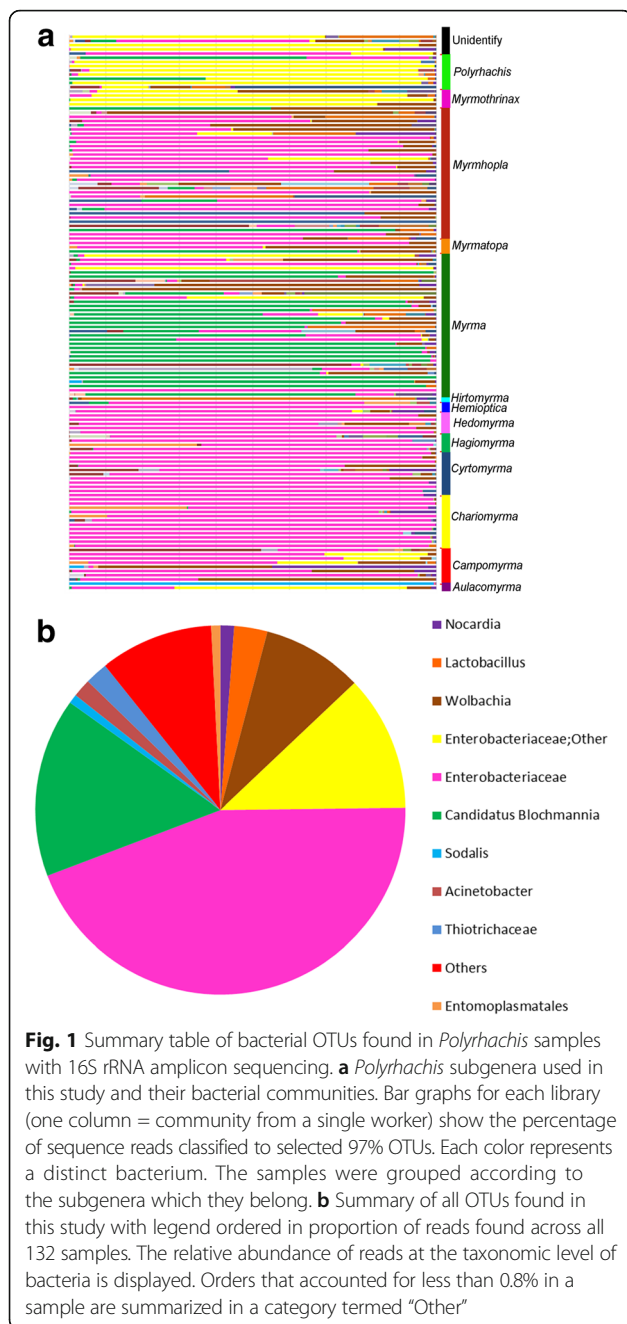 a
Unidentify
Polyrhachis
Myrmothrinax
Myrmhopla
Myrmatopa
Myrma
Hirtomyrma
Hemioptica
Hedomyrma
Hagiomyrma
Cyrtomyrma
Chariomyrma
Campomyrma
Aulacomyrma
b
Nocardia
Lactobacillus
Wolbachia
Enterobacteriaceae;Other
Enterobacteriaceae
Candidatus Blochmannia
Sodalis
Acinetobacter
Thiotrichaceae
Others
Entomoplasmatales
Fig. 1 Summary table of bacterial OTUs found in Polyrhachis samples
with 16S rRNA amplicon sequencing. a Polyrhachis subgenera used in
this study and their bacterial communities. Bar graphs for each library
(one column = community from a single worker) show the percentage
of sequence reads classified to selected 97% OTUs. Each color represents
a distinct bacterium. The samples were grouped according to
the subgenera which they belong. b Summary of all OTUs found in
this study with legend ordered in proportion of reads found across all
132 samples. The relative abundance of reads at the taxonomic level of
bacteria is displayed. Orders that accounted for less than 0.8% in a
sample are summarized in a category termed “Other”